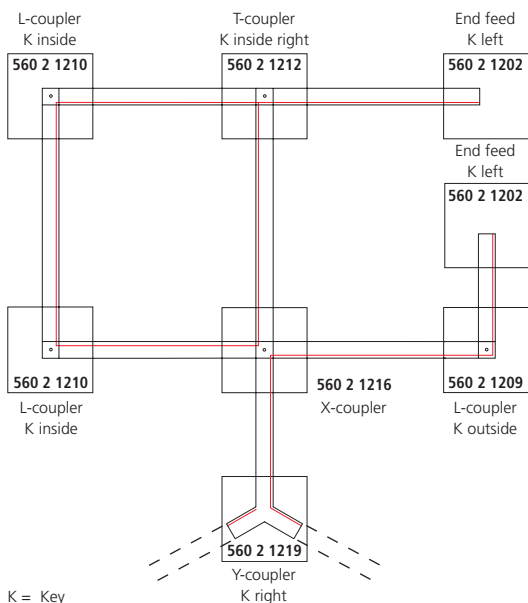 L-coupler
K inside
560 2 1210
T-coupler
K inside right
560 2 1212
End feed
K left
560 2 1202
End feed
K left
560 2 1202
560 2 1210
L-coupler
K inside
560 2 1216
X-coupler
560 2 1209
L-coupler
K outside
560 2 1219
Y-coupler
K right
K = Key